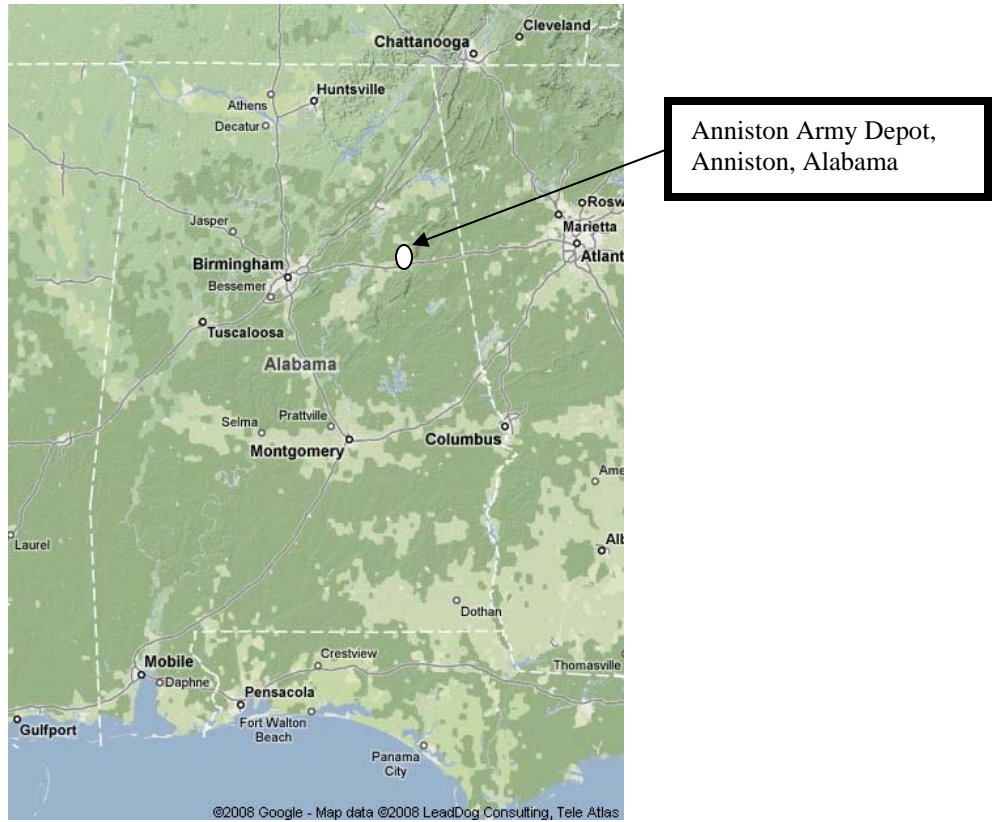 Cleveland
Chattanooga
Huntsville
Athens
Decatur
Anniston Army Depot,
Anniston, Alabama
Rosw
Marietta
Jasper
Atlant
Birmingham
Bessemer
Tuscaloosa
Alabama
Prattville
Selma
Columbus
Montgomery
Ame
Alb
Laurel
Dothan
Crestview
Thomasville
Mobile
Daphne
Pensacola
Fort Walton
Beach
Gulfport
Panama
City
©2008 Google - Map data ©2008 LeadDog Consulting, Tele Atlas